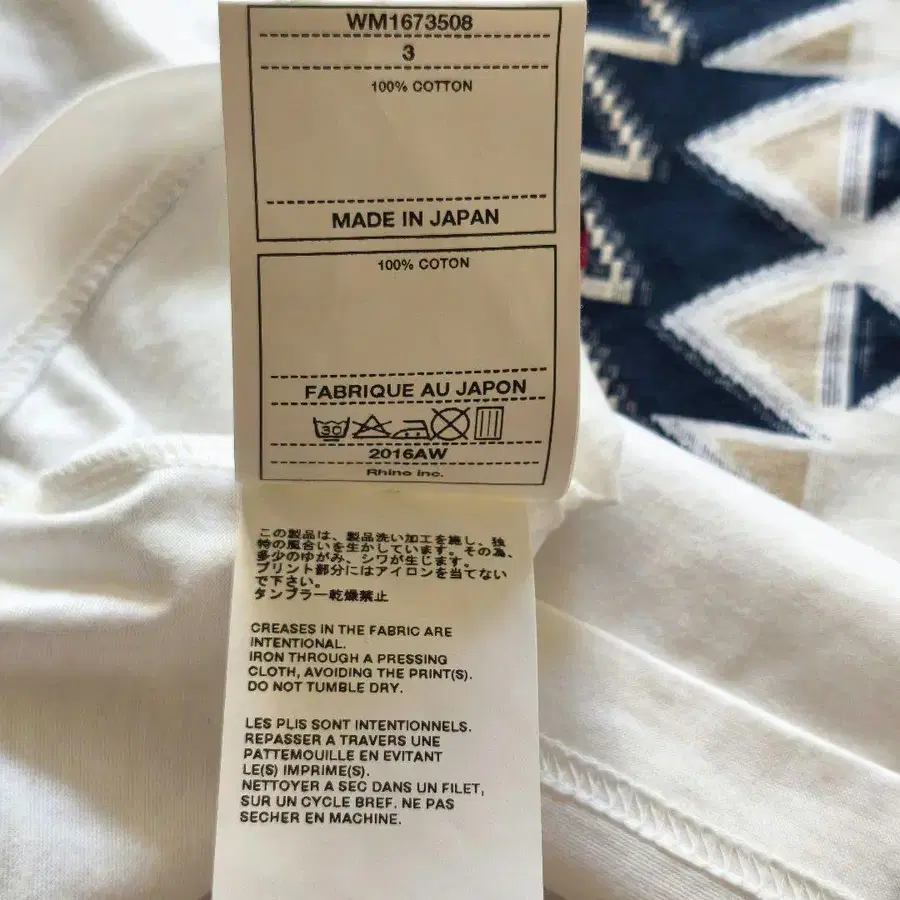 WM1673508
3
100% COTTON
MADE IN JAPAN
100% COTON
FABRIQUE AU JAPON
30
2016AW
Rhino inc.
この製品は、製品洗い加工を施し、独
特の風合いを生かしています。その為、
多少のゆがみ、シワが生じます。
プリント部分にはアイロンを当てない
で下さい。
タンブラー乾燥禁止
CREASES IN THE FABRIC ARE
INTENTIONAL.
IRON THROUGH A PRESSING
CLOTH, AVOIDING THE PRINT(S).
DO NOT TUMBLE DRY.
LES PLIS SONT INTENTIONNELS.
REPASSER A TRAVERS UNE
PATTEMOUILLE EN EVITANT
LE(S) IMPRIME(S).
NETTOYER A SEC DANS UN FILET,
SUR UN CYCLE BREF. NE PAS
SECHER EN MACHINE.